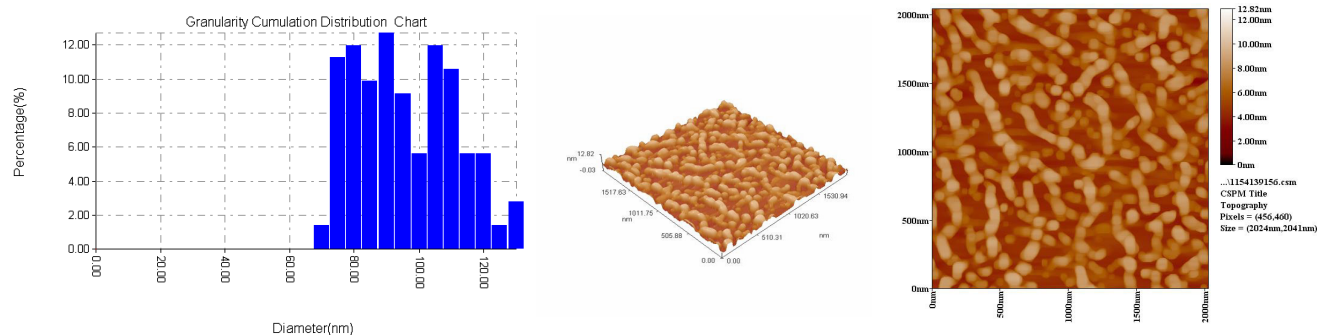 Granularity Cumulation Distribution Chart
Percentage(%)
12.00
10.00
8.00
6.00
4.00
2.00
0.00
0.00
20.00
40.00
60.00
80.00
100.00
120.00
Diameter(nm)
nm
12.82
-0.03
1517.63
1011.75
nm
505.88
0.00
0.00
510.31
nm
1020.63
1530.94
2000nm
1500nm
1000nm
500nm
0nm
0nm
500nm
1000nm
1500nm
2000nm
12.82nm
12.00nm
10.00nm
8.00nm
6.00nm
4.00nm
2.00nm
0nm
...\1154139156.csm
CSPM Title
Topography
Pixels = (456,460)
Size = (2024nm,2041nm)